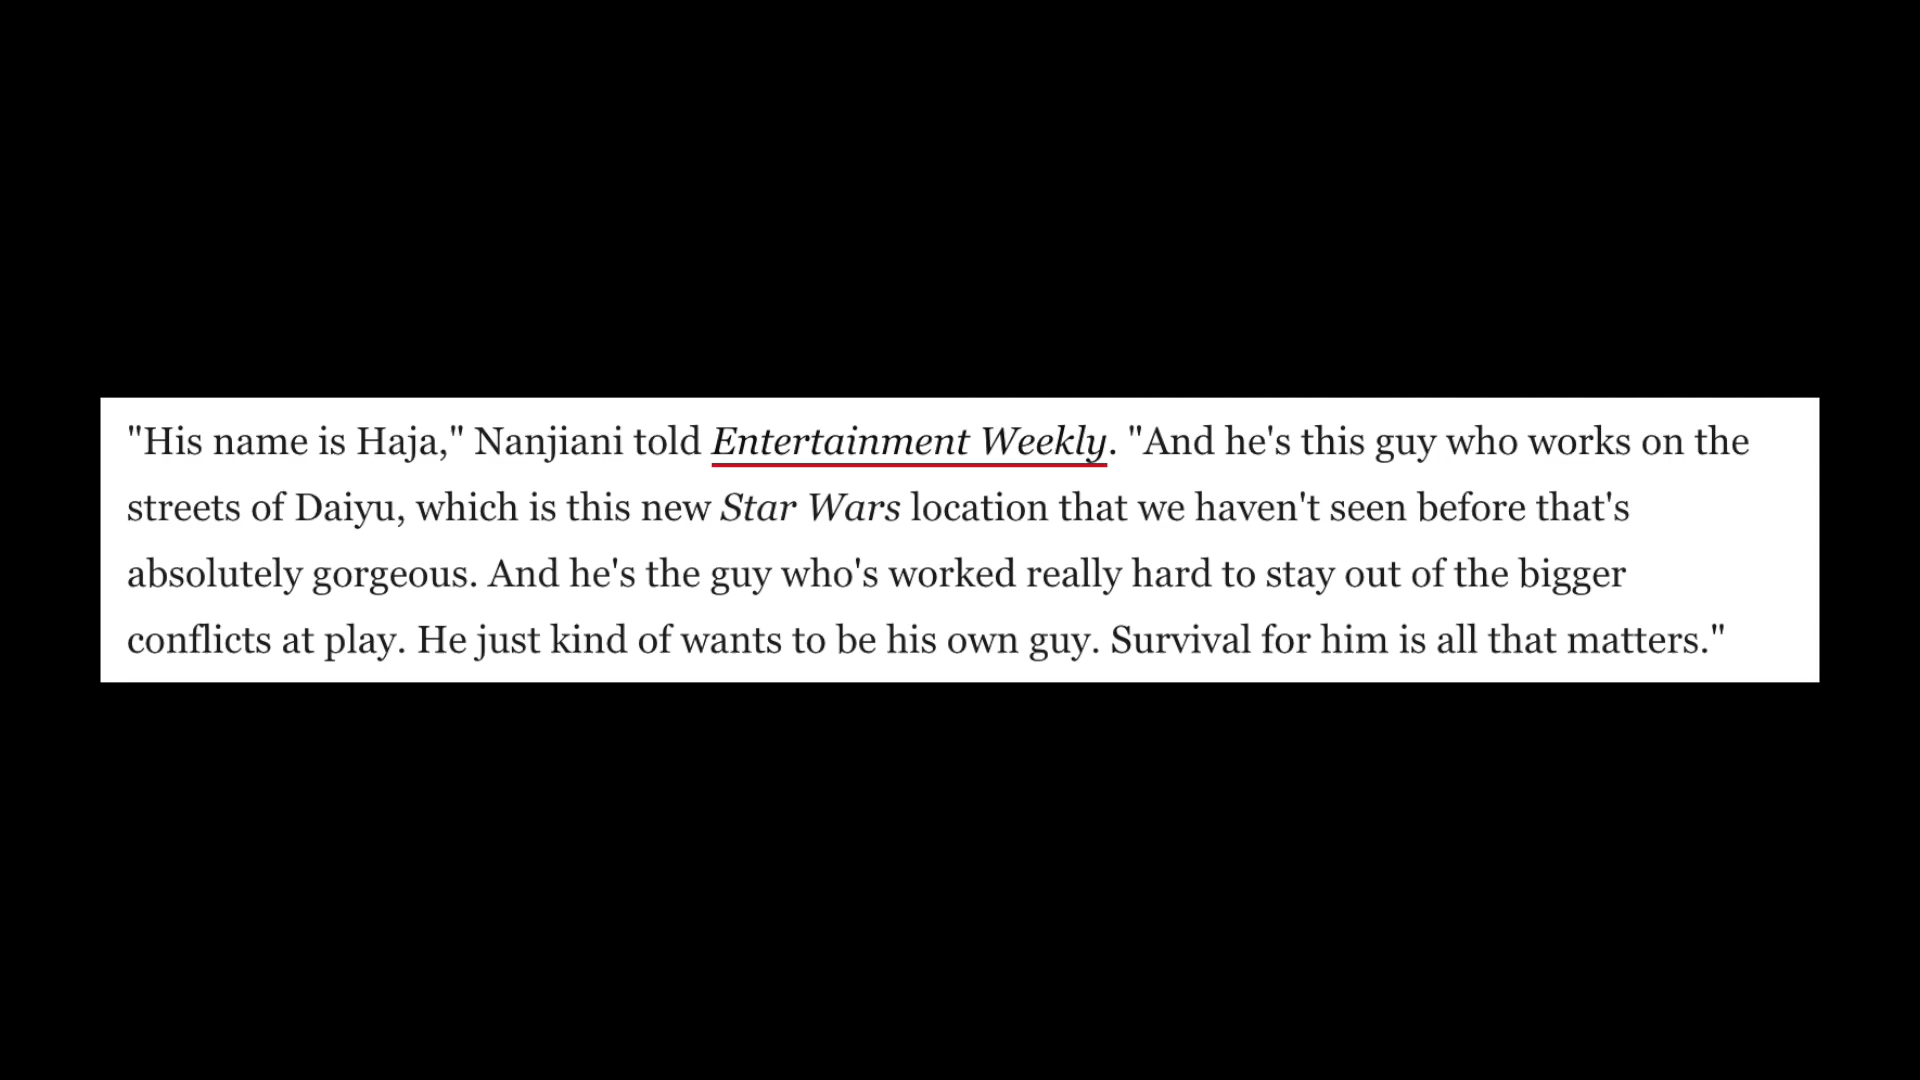 "His name is Haja," Nanjiani told Entertainment Weekly. "And he's this guy who works on the
streets of Daiyu, which is this new Star Wars location that we haven't seen before that's
absolutely gorgeous. And he's the guy who's worked really hard to stay out of the bigger
conflicts at play. He just kind of wants to be his own guy. Survival for him is all that matters."